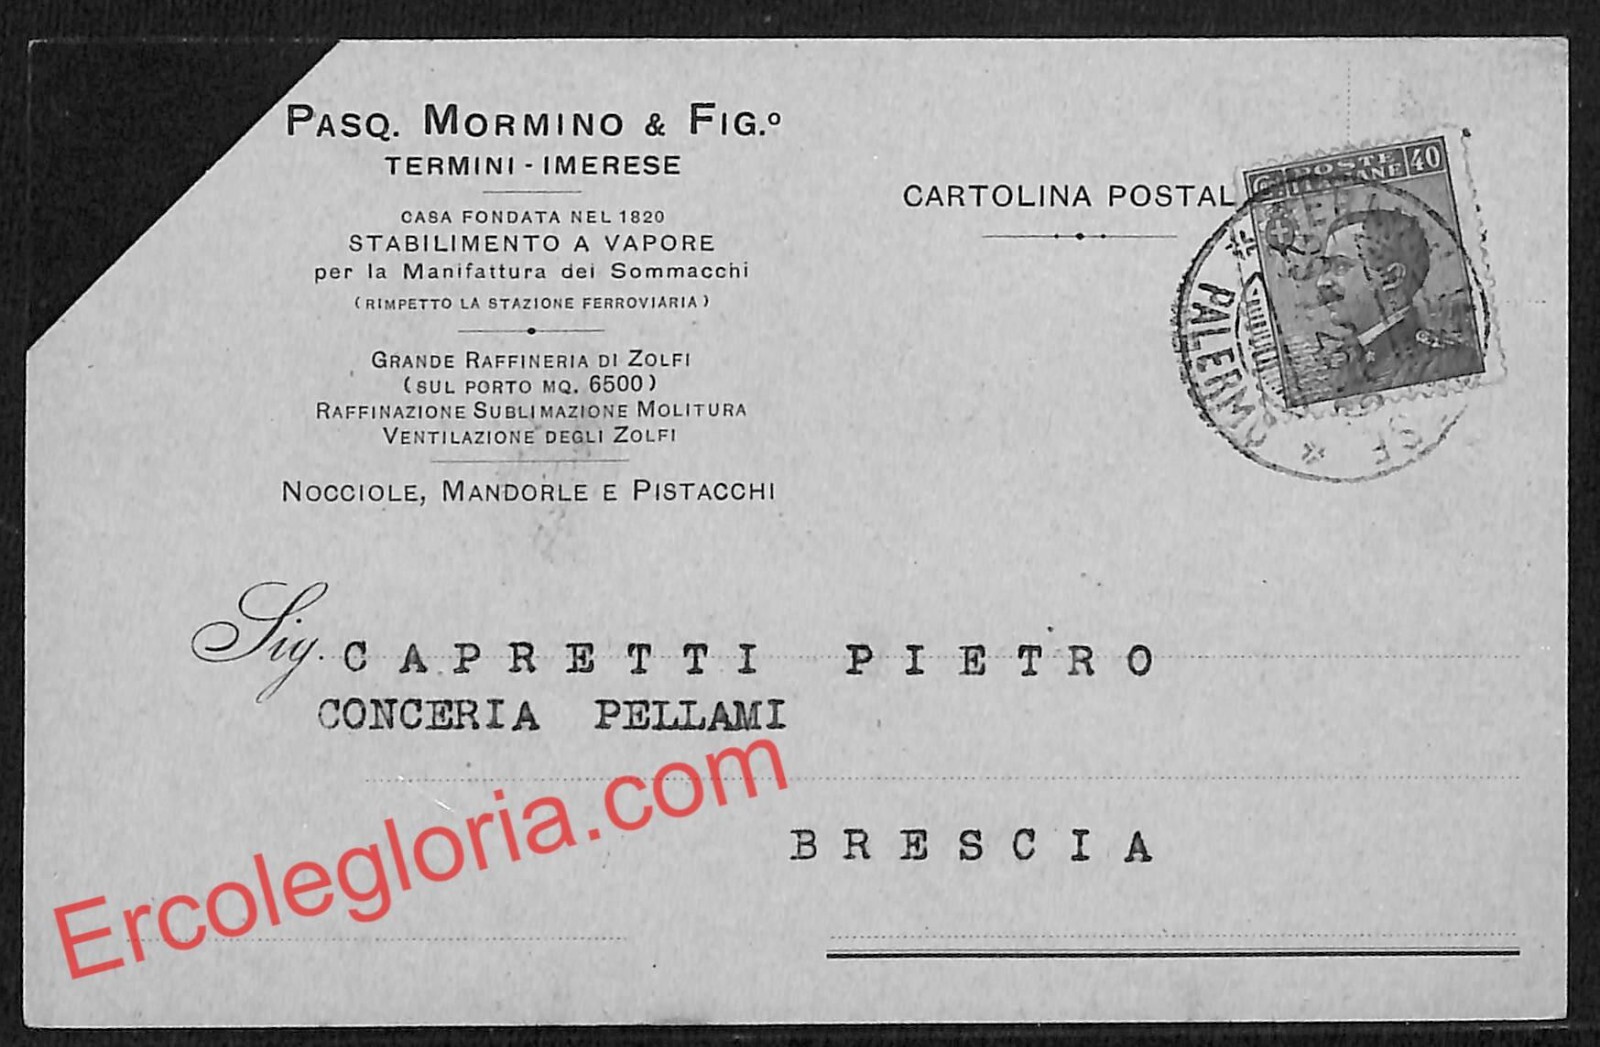 PASQ. MORMINO & FIG.º
TERMINI - IMERESE
CASA FONDATA NEL 1820
STABILIMENTO A VAPORE
per la Manifattura dei Sommacchi
(RIMPETTO LA STAZIONE FERROVIARIA)
GRANDE RAFFINERIA DI ZOLFI
(SUL PORTO MQ. 6500)
RAFFINAZIONE SUBLIMAZIONE MOLITURA
VENTILAZIONE DEGLI ZOLFI
NOCCIOLE, MANDORLE E PISTACCHI
CARTOLINA POSTAL
POSTE 40
ITALIANE
PALERMO
Sig. CAPRETTI PIETRO
CONCERIA PELLAMI
BRESCIA
Ercolegloria.com